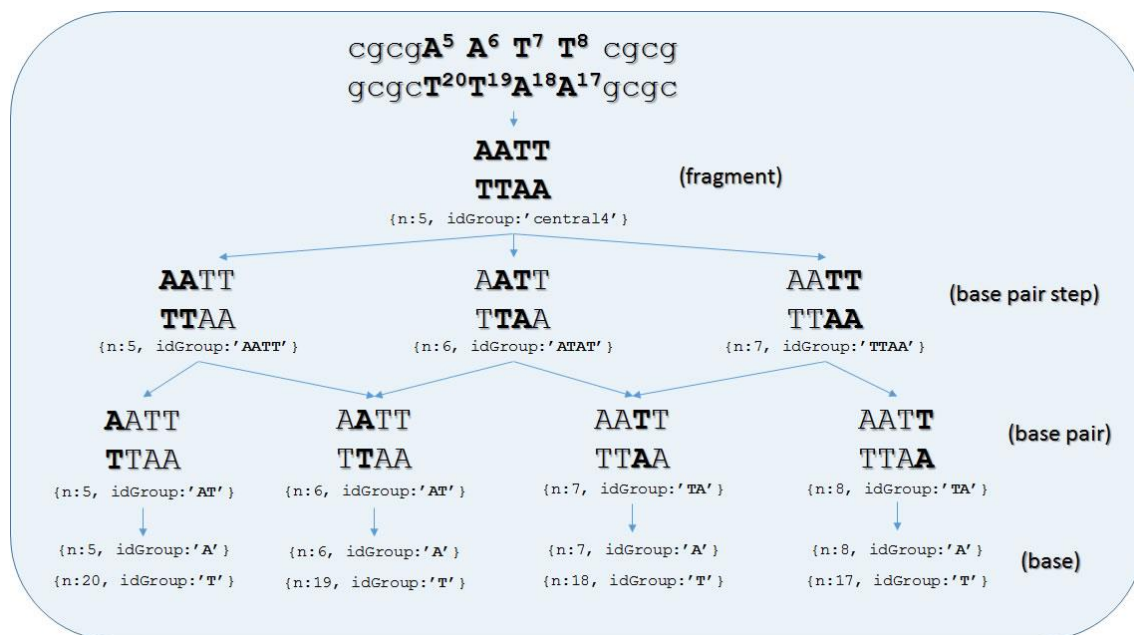 cgcgA⁵ A⁶ T⁷ T⁸ cgcg
gcgcT²⁰T¹⁹A¹⁸A¹⁷gcgc
AATT
TTAA
(fragment)
{n:5, idGroup:'central4'}
AATT AATT AATT
TTAA TTAA TTAA
(base pair step)
{n:5, idGroup:'AATT'} {n:6, idGroup:'ATAT'} {n:7, idGroup:'TTAA'}
AATT AATT AATT AATT
TTAA TTAA TTAA TTAA
(base pair)
{n:5, idGroup:'AT'} {n:6, idGroup:'AT'} {n:7, idGroup:'TA'} {n:8, idGroup:'TA'}
{n:5, idGroup:'A'} {n:6, idGroup:'A'} {n:7, idGroup:'A'} {n:8, idGroup:'A'}
(base)
{n:20, idGroup:'T'} {n:19, idGroup:'T'} {n:18, idGroup:'T'} {n:17, idGroup:'T'}